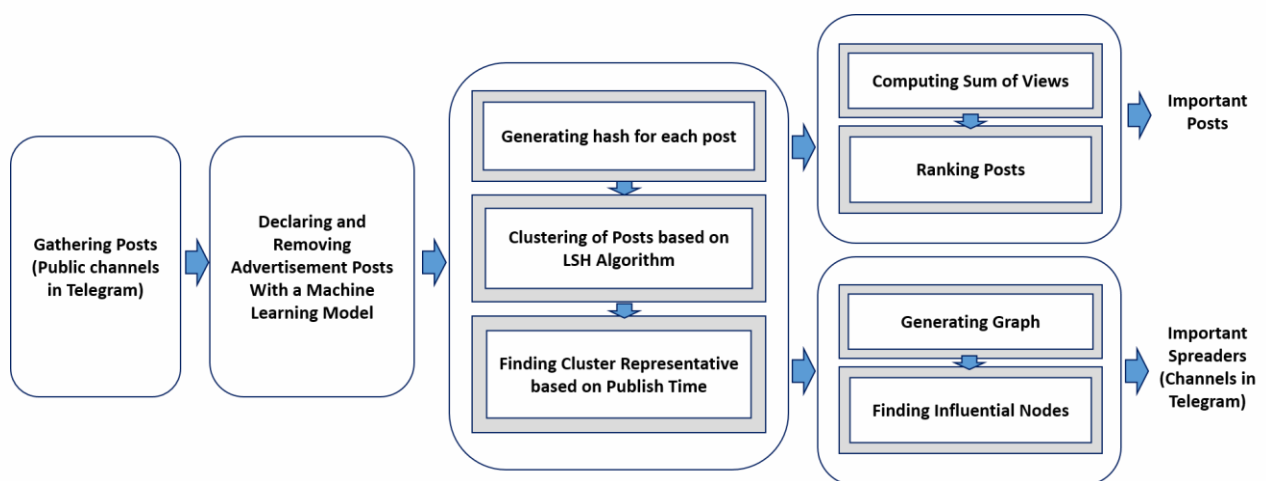 Gathering Posts
(Public channels
in Telegram)
Declaring and
Removing
Advertisement Posts
With a Machine
Learning Model
Generating hash for each post
Clustering of Posts based on
LSH Algorithm
Finding Cluster Representative
based on Publish Time
Computing Sum of Views
Ranking Posts
Important
Posts
Generating Graph
Finding Influential Nodes
Important
Spreaders
(Channels in
Telegram)